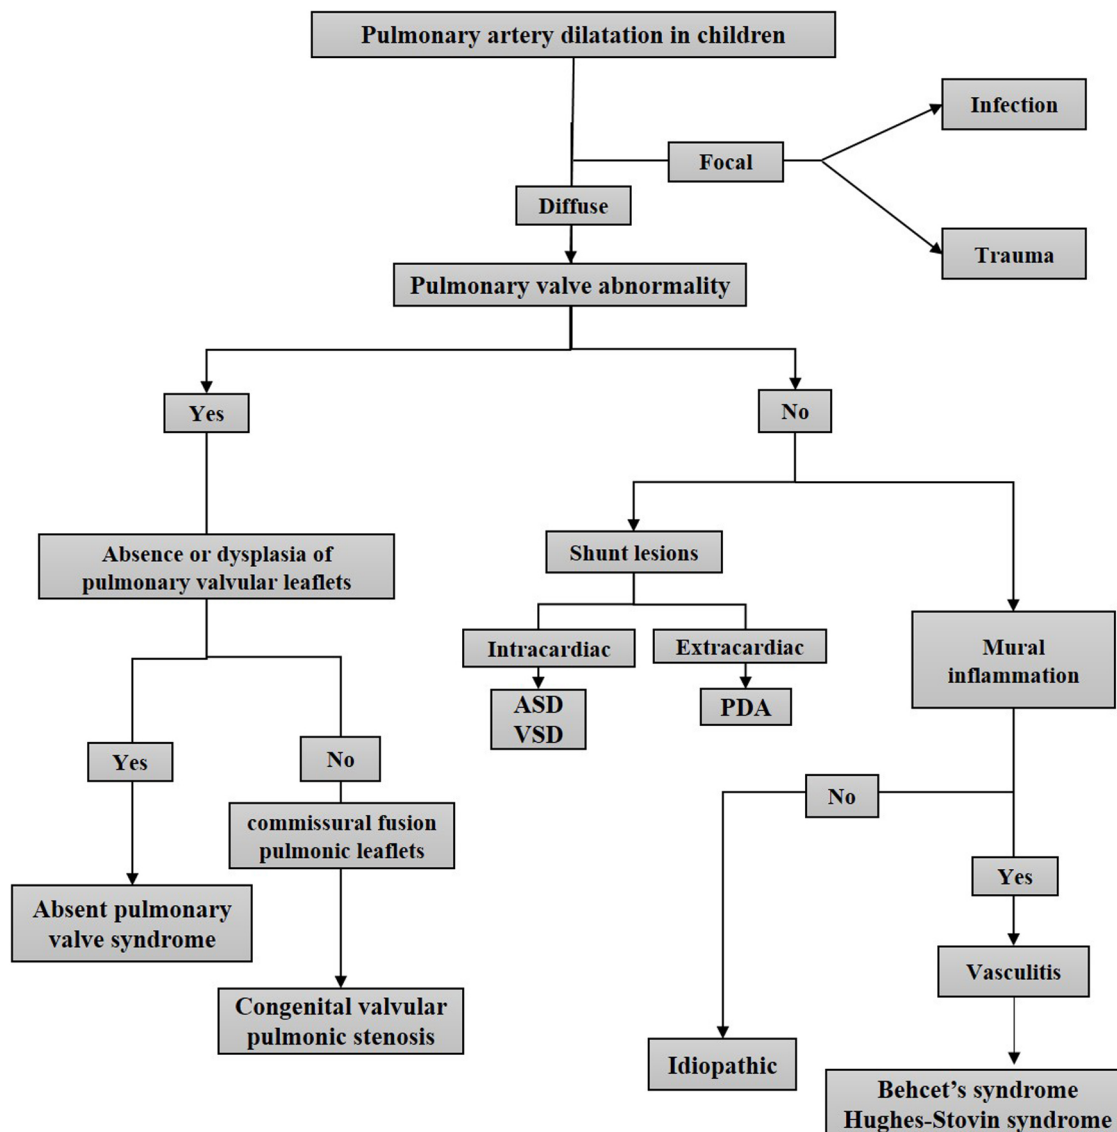 Pulmonary artery dilatation in children
Infection
Focal
Trauma
Diffuse
Pulmonary valve abnormality
Yes
No
Absence or dysplasia of
pulmonary valvular leaflets
Shunt lesions
Intracardiac
Extracardiac
Mural
inflammation
ASD
VSD
PDA
Yes
No
No
commissural fusion
pulmonic leaflets
Yes
Absent pulmonary
valve syndrome
Vasculitis
Congenital valvular
pulmonic stenosis
Idiopathic
Behcet’s syndrome
Hughes-Stovin syndrome